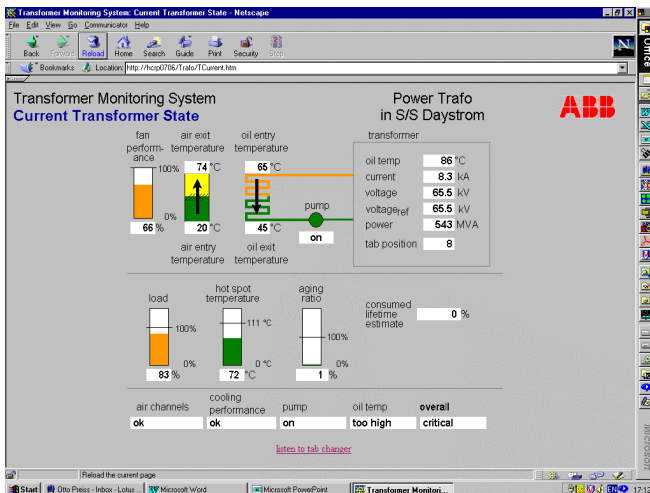 Transformer Monitoring System: Current Transformer State - Netscape
File Edit View Go Communicator Help
Back Forward Reload Home Search Guide Print Security Stop
Bookmarks Location: http://hcrp0706/Trafo/TCurrent.htm
Transformer Monitoring System
Current Transformer State
Power Trafo
in S/S Daystrom
ABB
fan
perform-
ance
air exit
temperature
oil entry
temperature
transformer
100%
74 °C
65 °C
oil temp 86 °C
current 8.3 kA
voltage 65.5 kV
voltageref 65.5 kV
power 543 MVA
tab position 8
pump
on
0%
66 %
20 °C
45 °C
air entry
temperature
oil exit
temperature
load
hot spot
temperature
aging
ratio
consumed
lifetime
estimate
0 %
100%
111 °C
100%
0%
0 °C
0%
83 %
72 °C
1 %
air channels
cooling
performance
pump
oil temp
overall
ok
ok
on
too high
critical
listen to tab changer
Reload the current page
Start Otto Preiss - Inbox - Lotus ... Microsoft Word Microsoft PowerPoint Transformer Monitori... EN 17:12
Office
Microsoft